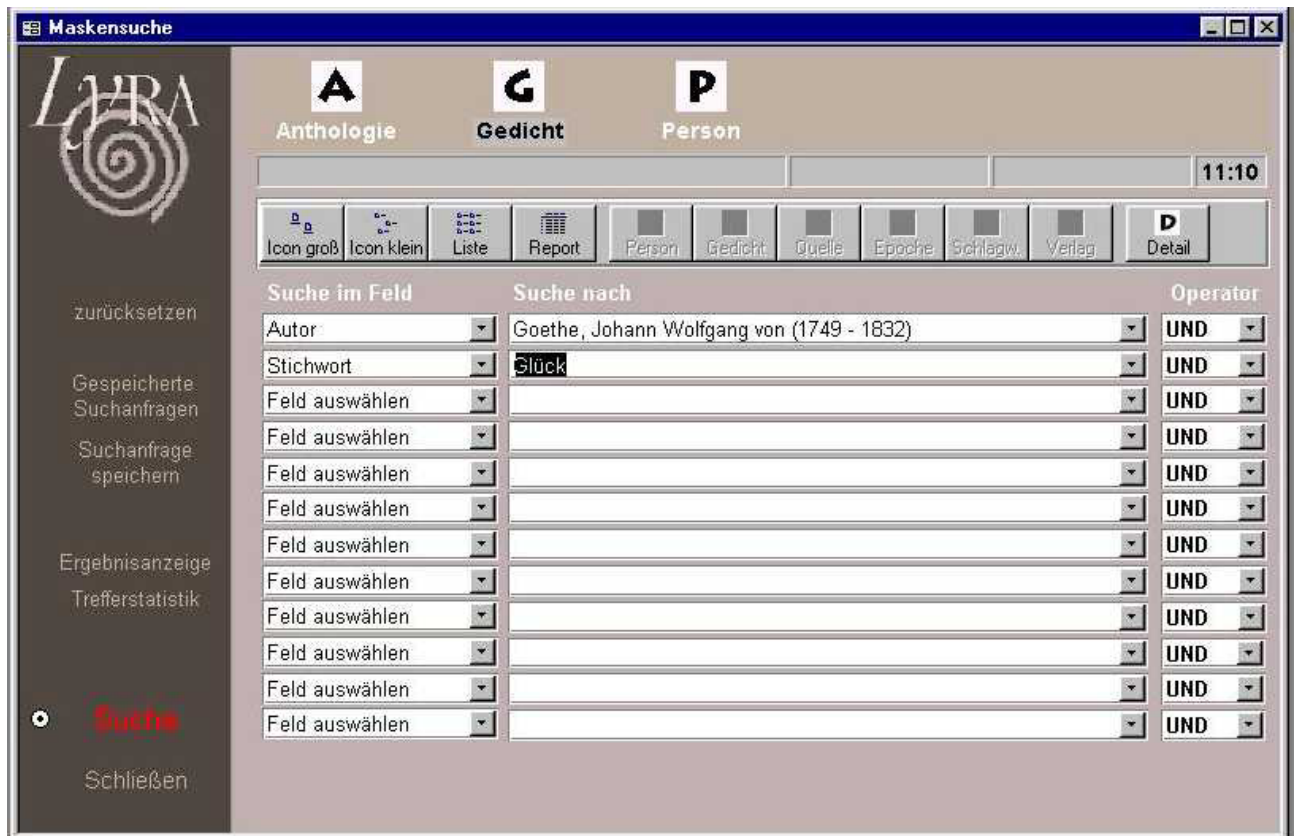 Maskensuche
LyRA
A G P
Anthologie Gedicht Person
11:10
Icon groß Icon klein Liste Report Person Gedicht Quelle Epoche Schlagw. Verlag D Detail
Suche im Feld Suche nach Operator
Autor Goethe, Johann Wolfgang von (1749 - 1832) UND
Stichwort Glück UND
Feld auswählen UND
Feld auswählen UND
Feld auswählen UND
Feld auswählen UND
Feld auswählen UND
Feld auswählen UND
Feld auswählen UND
Feld auswählen UND
Feld auswählen UND
Feld auswählen UND
zurücksetzen
Gespeicherte
Suchanfragen
Suchanfrage
speichern
Ergebnisanzeige
Trefferstatistik
Suche
Schließen